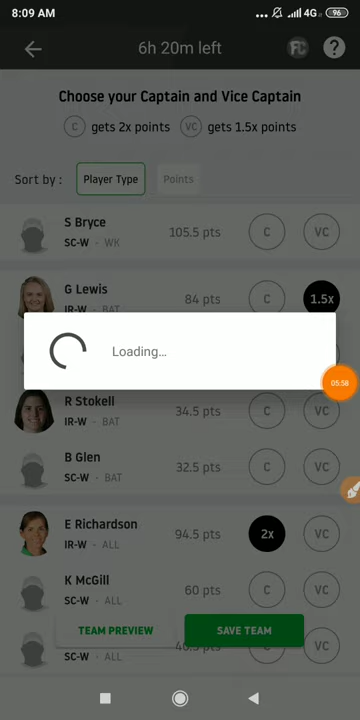 8:09 AM
4G
96
6h 20m left
FC
?
Choose your Captain and Vice Captain
C gets 2x points VC gets 1.5x points
Sort by : Player Type Points
S Bryce
SC-W - WK
105.5 pts
C
VC
G Lewis
IR-W - BAT
84 pts
C
1.5x
Loading...
05:58
R Stokell
IR-W - BAT
34.5 pts
C
VC
B Glen
SC-W - BAT
32.5 pts
C
VC
E Richardson
IR-W - ALL
94.5 pts
2x
VC
K McGill
SC-W - ALL
60 pts
C
VC
TEAM PREVIEW
SAVE TEAM
SC-W - ALL
VC